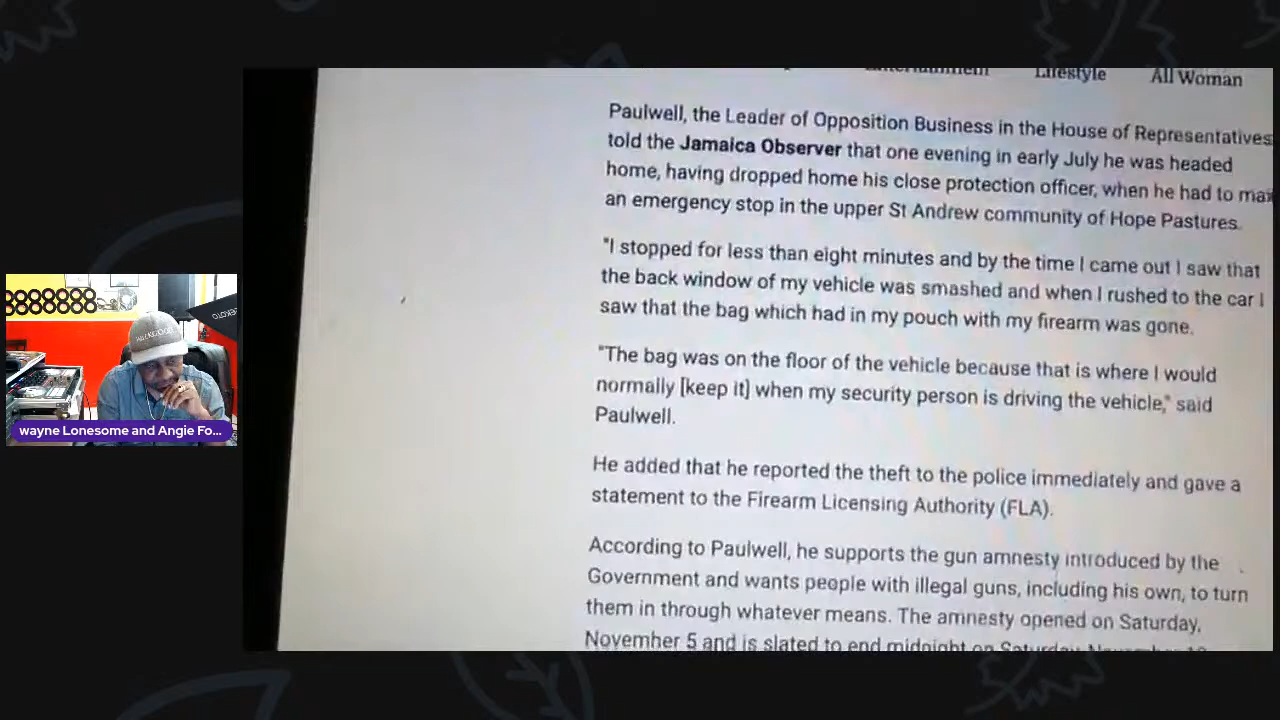 Lifestyle
All Woman
Paulwell, the Leader of Opposition Business in the House of Representatives
told the Jamaica Observer that one evening in early July he was headed
home, having dropped home his close protection officer, when he had to
an emergency stop in the upper St Andrew community of Hope Pastures.
"I stopped for less than eight minutes and by the time I came out I saw that
the back window of my vehicle was smashed and when I rushed to the car I
saw that the bag which had in my pouch with my firearm was gone.
"The bag was on the floor of the vehicle because that is where I would
normally [keep it] when my security person is driving the vehicle," said
Paulwell.
He added that he reported the theft to the police immediately and gave a
statement to the Firearm Licensing Authority (FLA).
According to Paulwell, he supports the gun amnesty introduced by the
Government and wants people with illegal guns, including his own, to turn
them in through whatever means. The amnesty opened on Saturday,
November 5 and is slated to end midnight on Saturday
wayne Lonesome and Angie Fo...